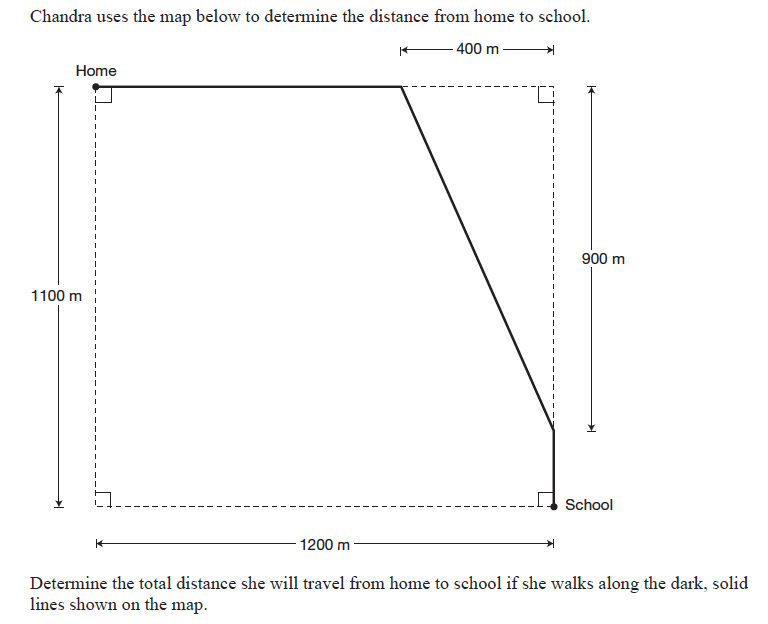 Chandra uses the map below to determine the distance from home to school.
400 m
Home
900 m
1100 m
School
1200 m
Determine the total distance she will travel from home to school if she walks along the dark, solid
lines shown on the map.